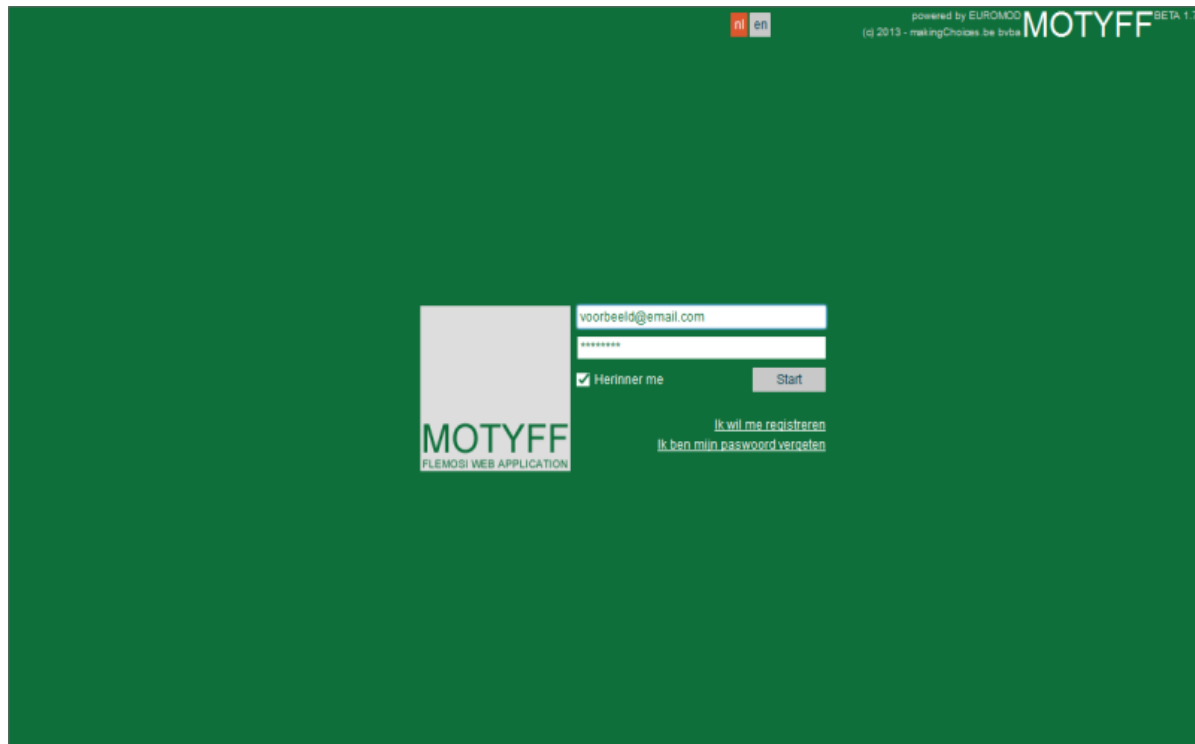 nl en
powered by EUROMOD MOTYFF BETA 1.7
(c) 2013 - makingChoices.be bvba
voorbeeld@email.com
********
Herinner me Start
Ik wil me registreren
Ik ben mijn paswoord vergeten
MOTYFF
FLEMOSI WEB APPLICATION